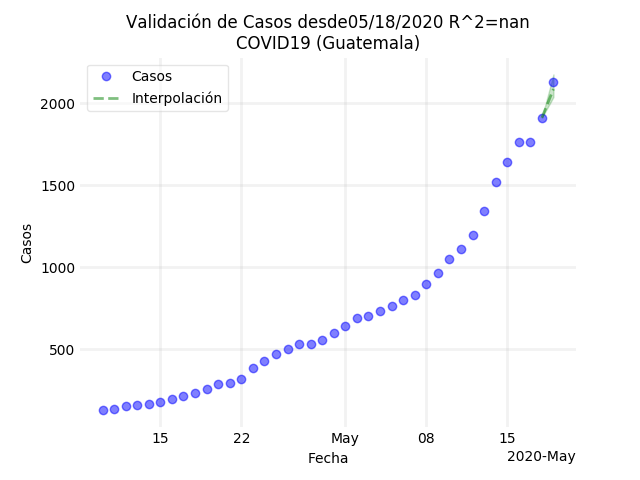 Validación de Casos desde05/18/2020 R^2=nan
COVID19 (Guatemala)
Casos
Interpolación
2000
1500
1000
500
Casos
15
22
May
08
15
Fecha
2020-May